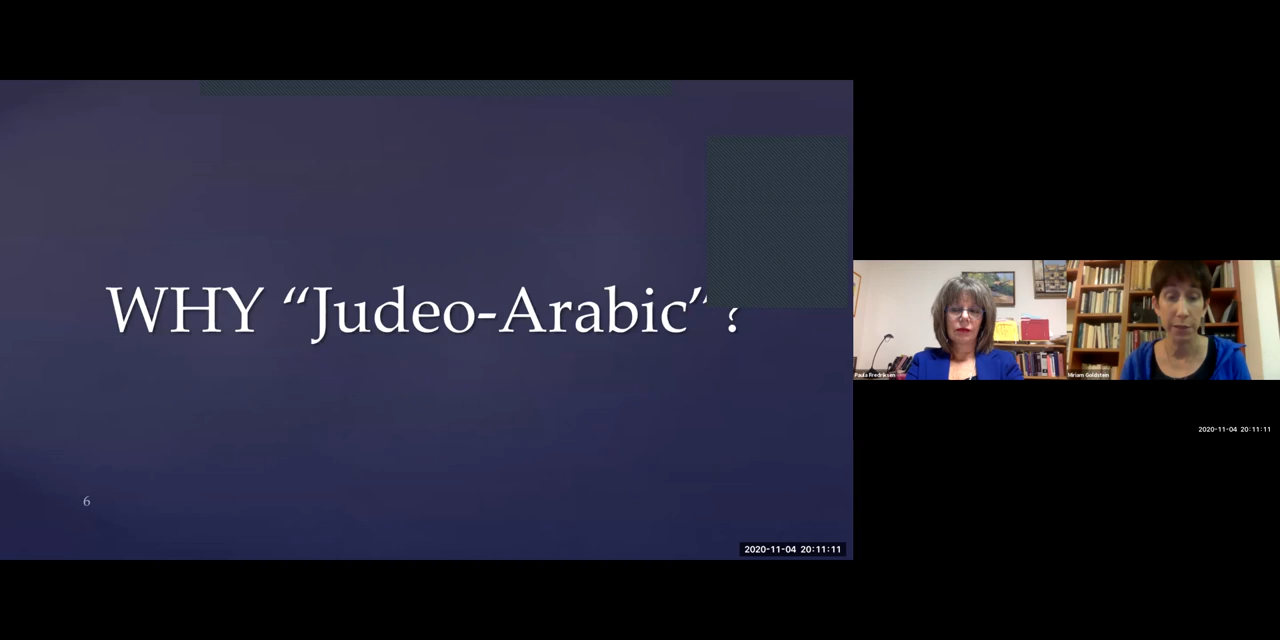 WHY “Judeo-Arabic” ?
6
2020-11-04 20:11:11
Paula Fredriksen
Miriam Goldstein
2020-11-04 20:11:11